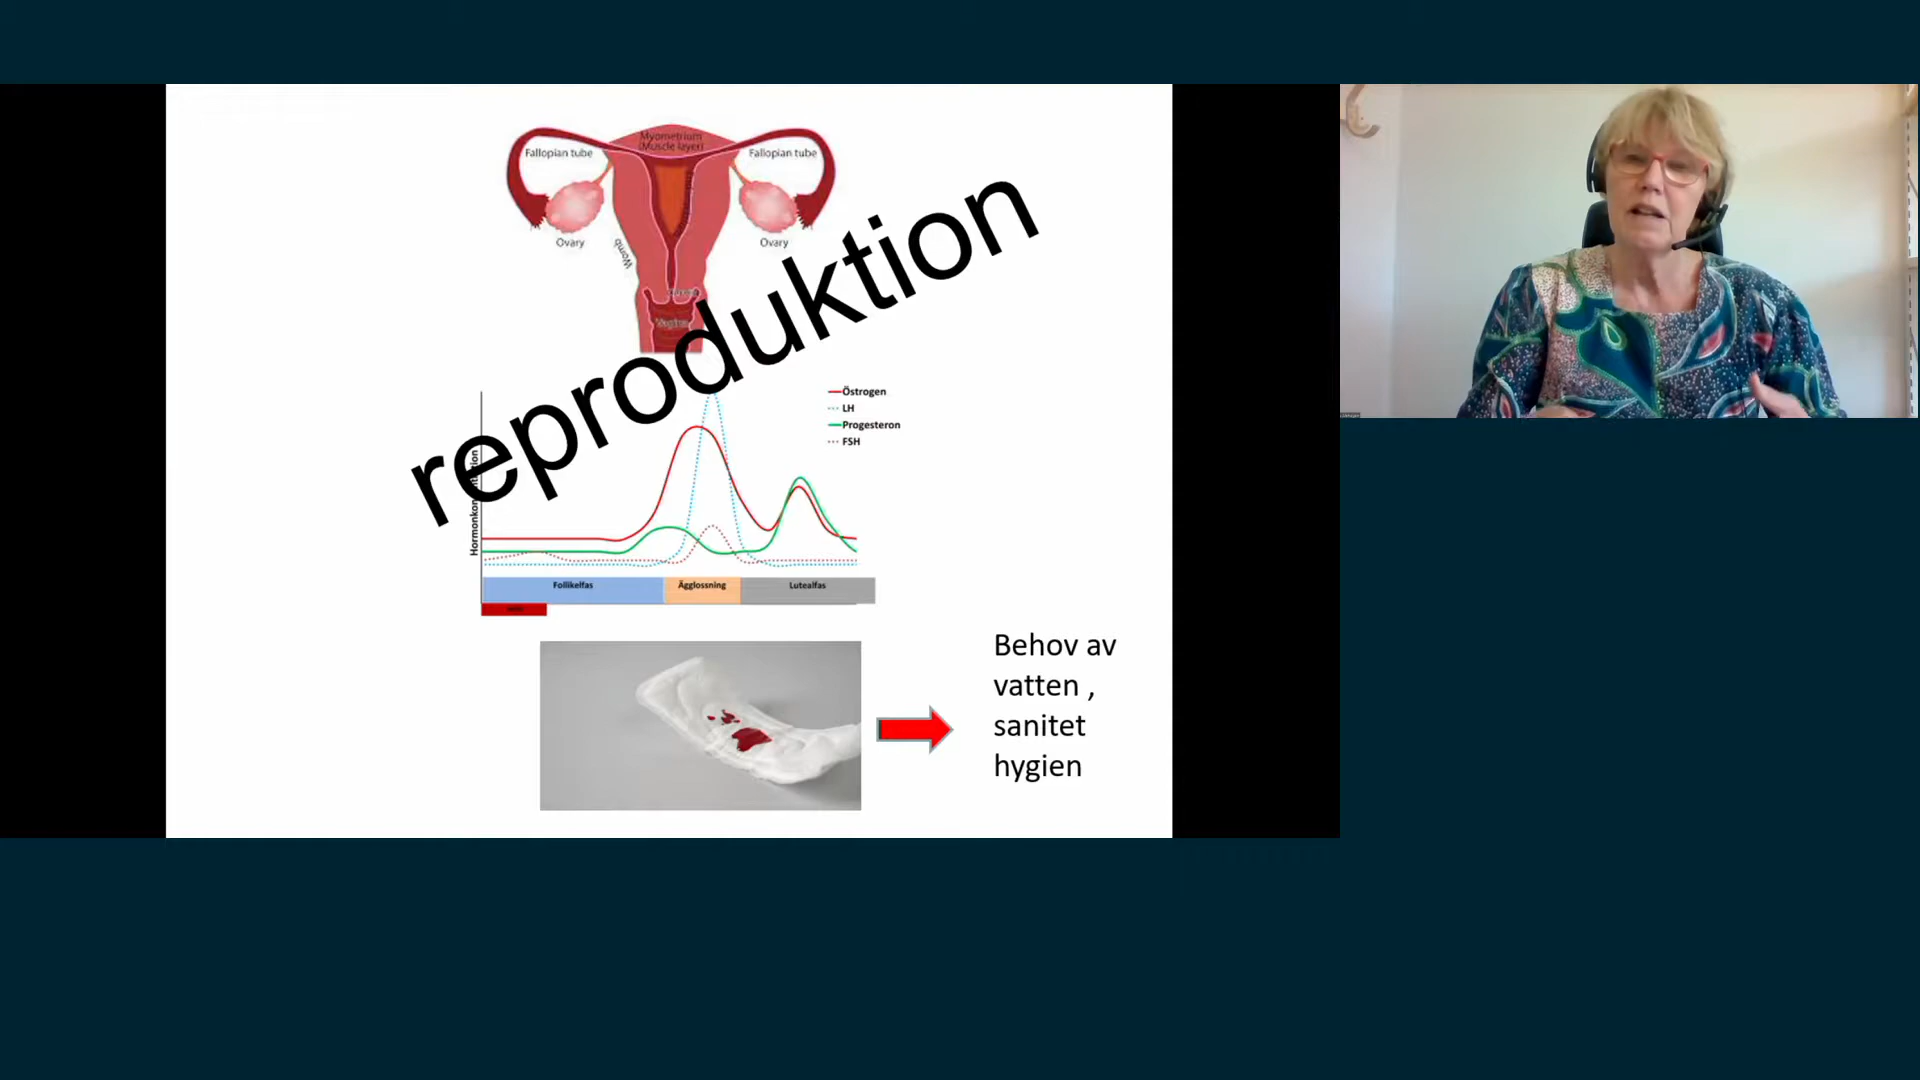 Myometrium
(Muscle layer)
Fallopian tube
Fallopian tube
Ovary
Womb
Ovary
Vagina
reproduktion
Östrogen
LH
Progesteron
FSH
Follikelfas
Ägglossning
Lutealfas
Behov av
vatten ,
sanitet
hygien